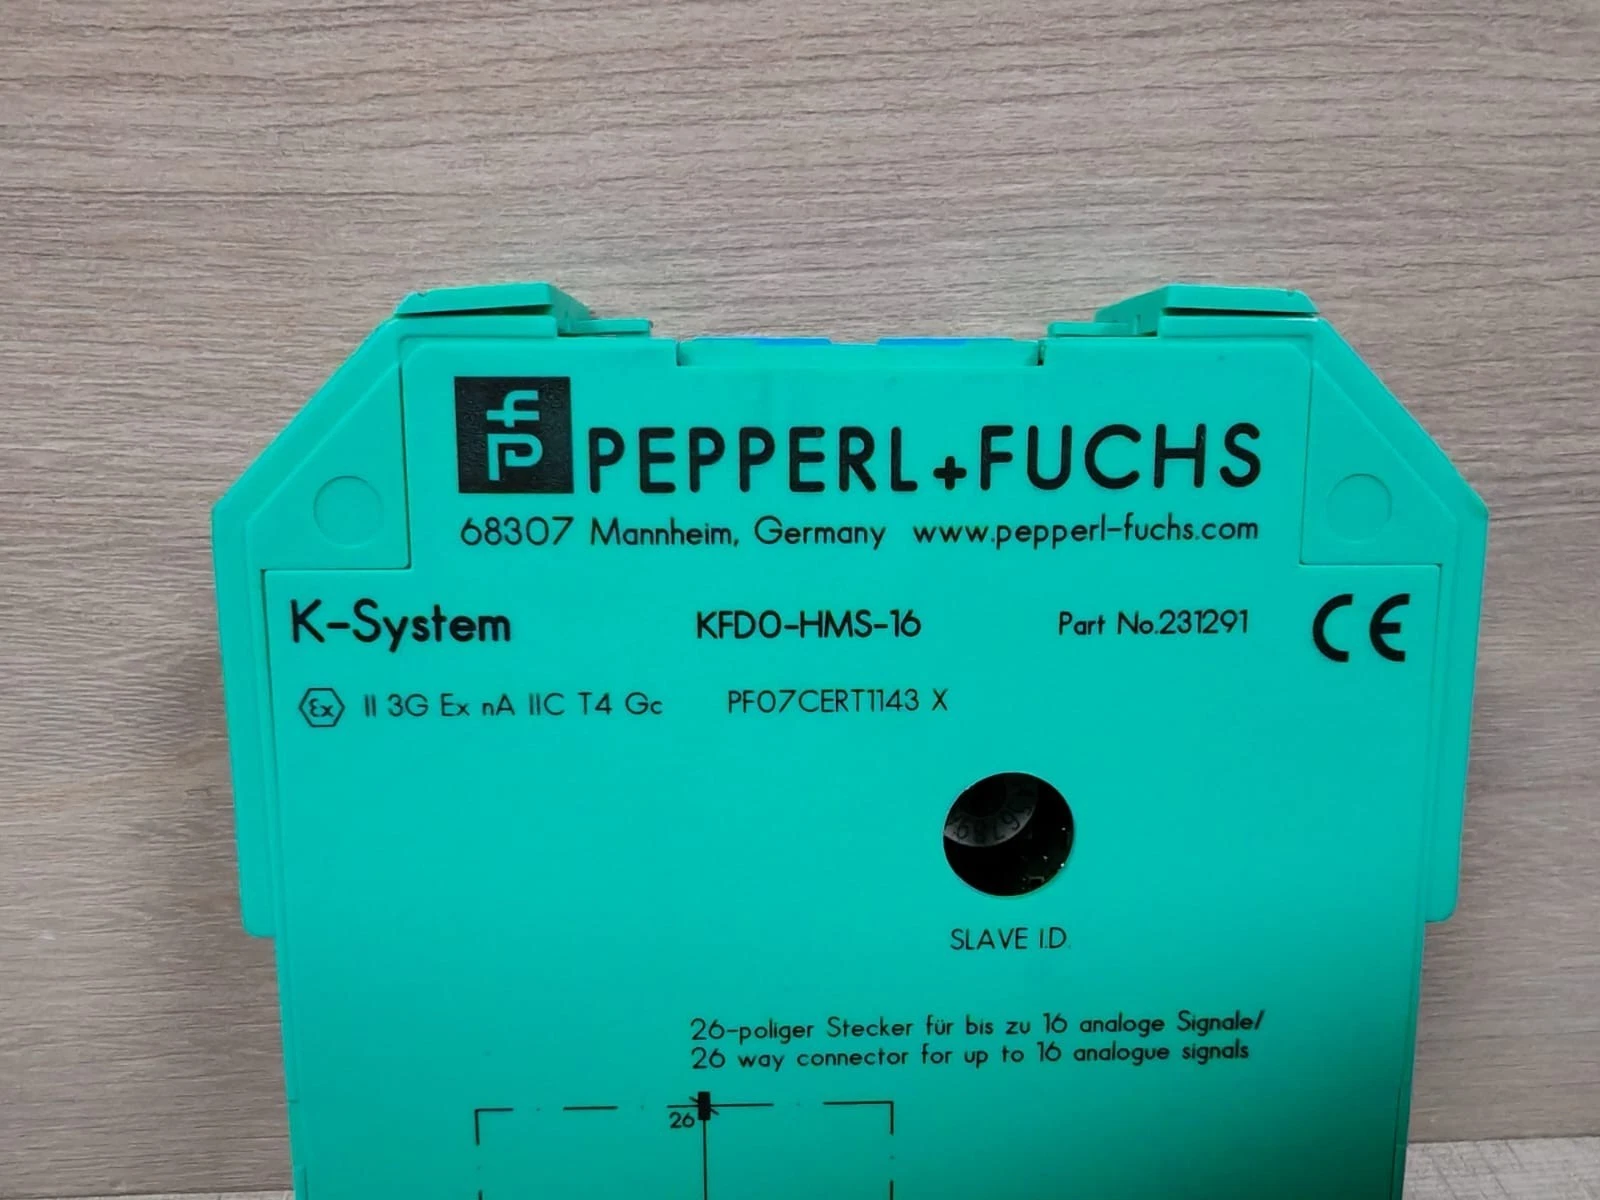 PEPPERL+FUCHS
68307 Mannheim, Germany www.pepperl-fuchs.com
K-System KFD0-HMS-16 Part No.231291 CE
Ex II 3G Ex nA IIC T4 Gc PF07CERT1143 X
SLAVE I.D.
26-poliger Stecker für bis zu 16 analoge Signale/
26 way connector for up to 16 analogue signals
26